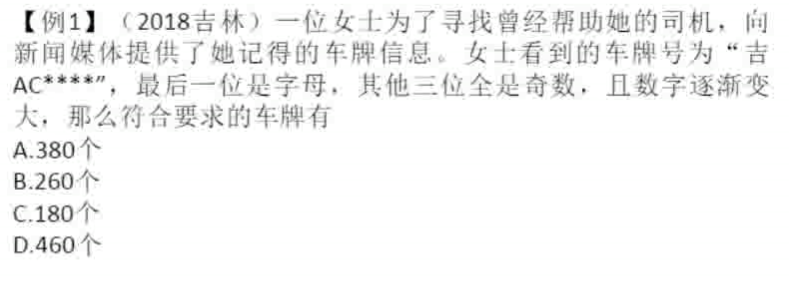 【例1】（2018吉林）一位女士为了寻找曾经帮助她的司机，向
新闻媒体提供了她记得的车牌信息。女士看到的车牌号为“吉
AC****”，最后一位是字母，其他三位全是奇数，且数字逐渐变
大，那么符合要求的车牌有
A.380个
B.260个
C.180个
D.460个